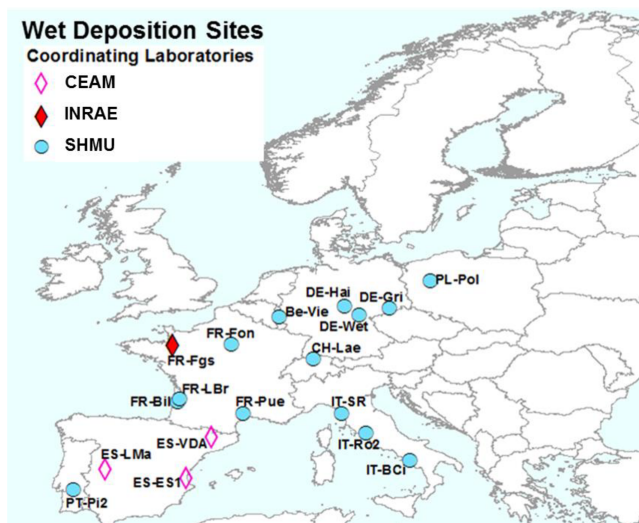 Wet Deposition Sites
Coordinating Laboratories
CEAM
INRAE
SHMU
PL-Pol
DE-Hai
DE-Gri
Be-Vie
DE-Wet
FR-Fon
CH-Lae
FR-Fgs
FR-LBr
FR-Bil
FR-Pue
IT-SR
ES-VDA
IT-Ro2
ES-LMa
IT-BCi
ES-ES1
PT-Pi2